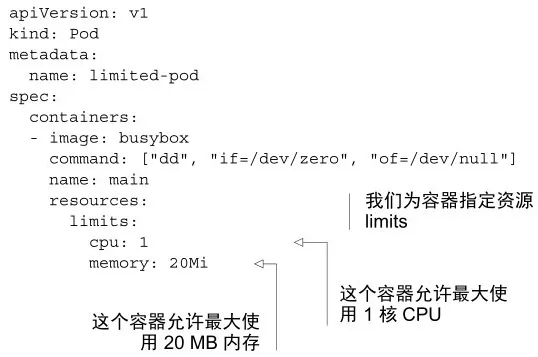 apiVersion: v1
kind: Pod
metadata:
  name: limited-pod
spec:
  containers:
  - image: busybox
    command: ["dd", "if=/dev/zero", "of=/dev/null"]
    name: main
    resources:
      limits:
        cpu: 1
        memory: 20Mi
我们为容器指定资源
limits
这个容器允许最大使
用 1 核 CPU
这个容器允许最大使
用 20 MB 内存